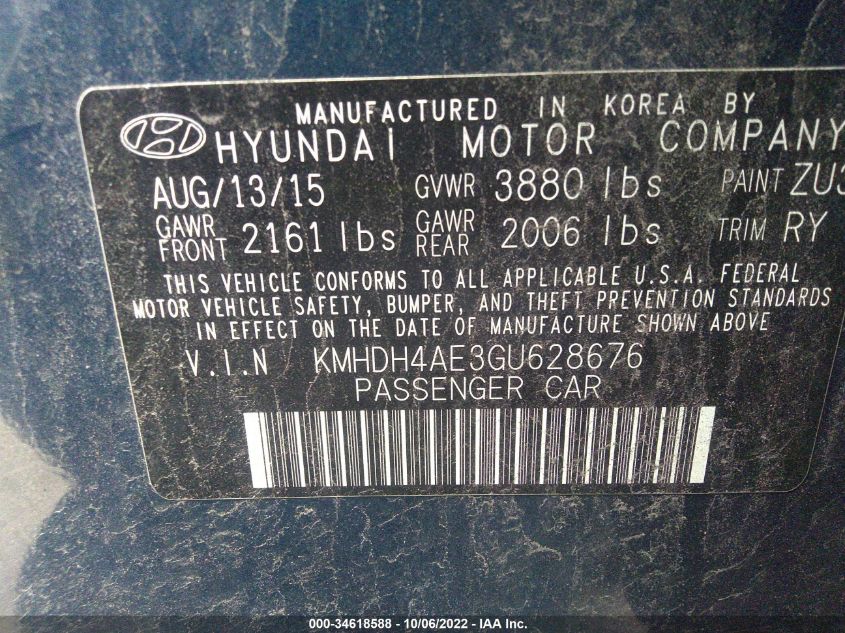 MANUFACTURED IN KOREA BY
HYUNDAI MOTOR COMPANY
AUG/13/15 GVWR 3880 lbs PAINT ZU3
GAWR FRONT 2161 lbs GAWR REAR 2006 lbs TRIM RY
THIS VEHICLE CONFORMS TO ALL APPLICABLE U.S.A. FEDERAL
MOTOR VEHICLE SAFETY, BUMPER, AND THEFT PREVENTION STANDARDS
IN EFFECT ON THE DATE OF MANUFACTURE SHOWN ABOVE
V.I.N KMHDH4AE3GU628676
PASSENGER CAR
000-34618588 - 10/06/2022 - IAA Inc.